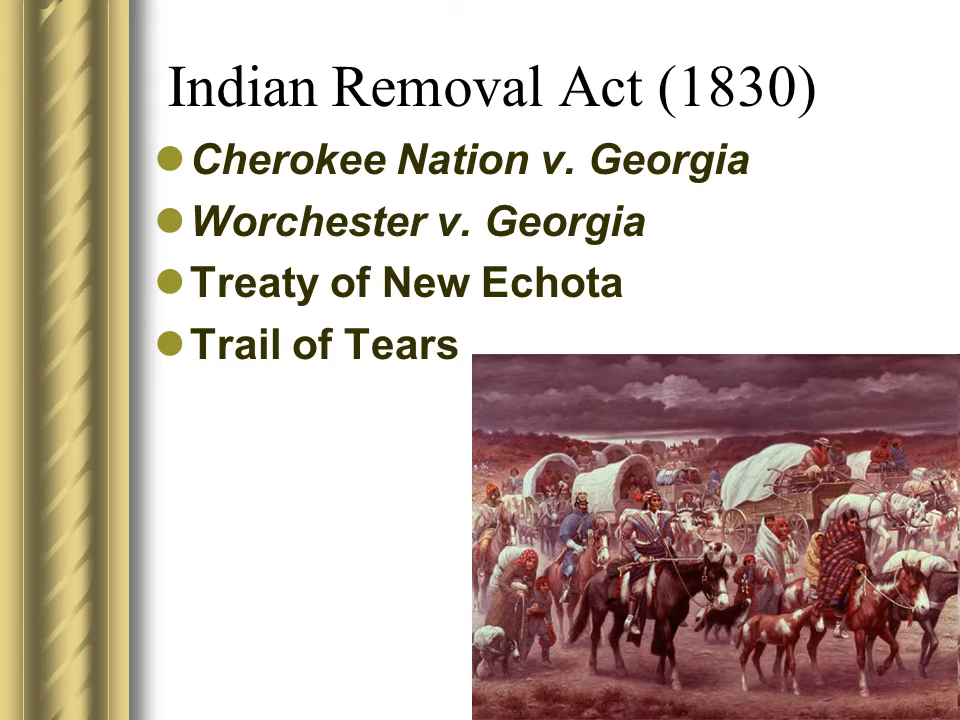 Indian Removal Act (1830)
Cherokee Nation v. Georgia
Worchester v. Georgia
Treaty of New Echota
Trail of Tears